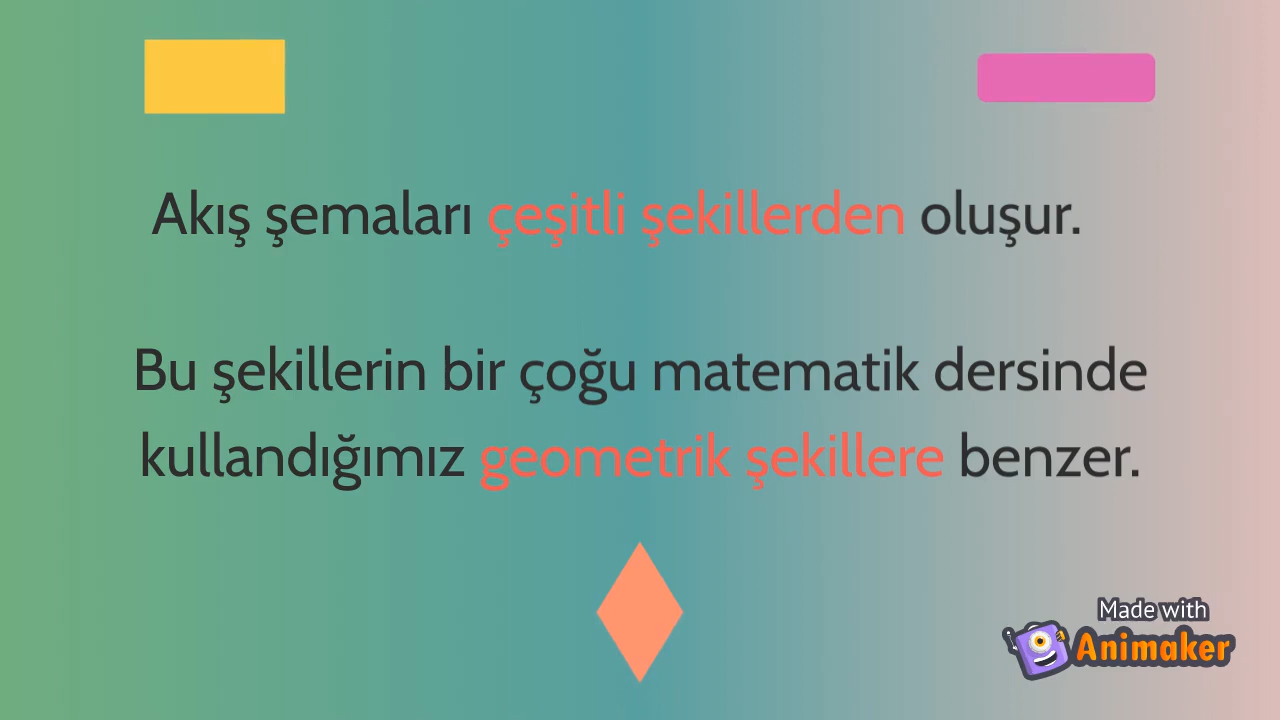 Akış şemaları çeşitli şekillerden oluşur.
Bu şekillerin bir çoğu matematik dersinde
kullandığımız geometrik şekillere benzer.
Made with
Animaker